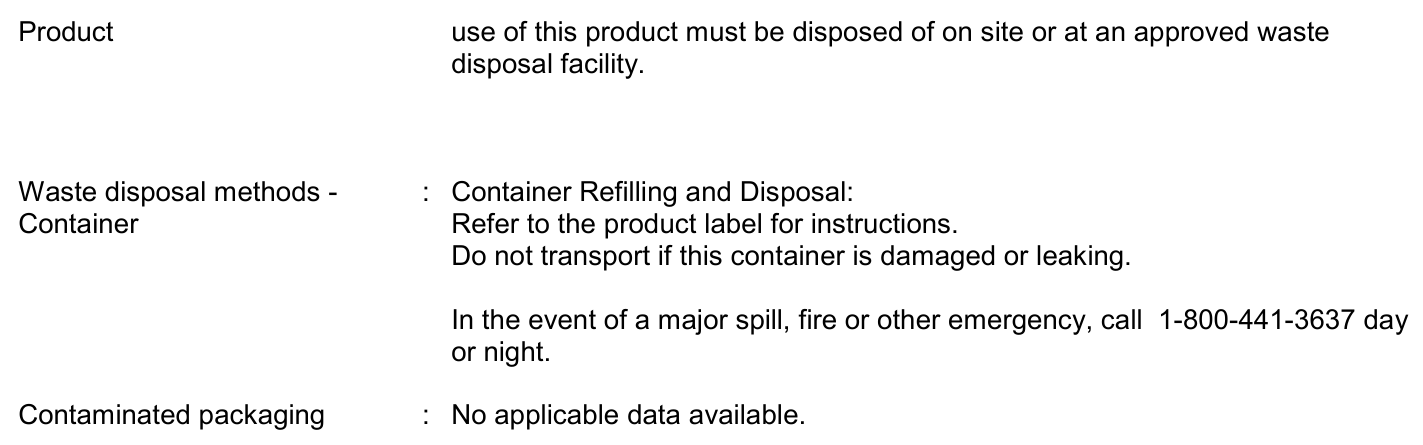 Product use of this product must be disposed of on site or at an approved waste
disposal facility.
Waste disposal methods - : Container Refilling and Disposal:
Container Refer to the product label for instructions.
Do not transport if this container is damaged or leaking.
In the event of a major spill, fire or other emergency, call 1-800-441-3637 day
or night.
Contaminated packaging : No applicable data available.